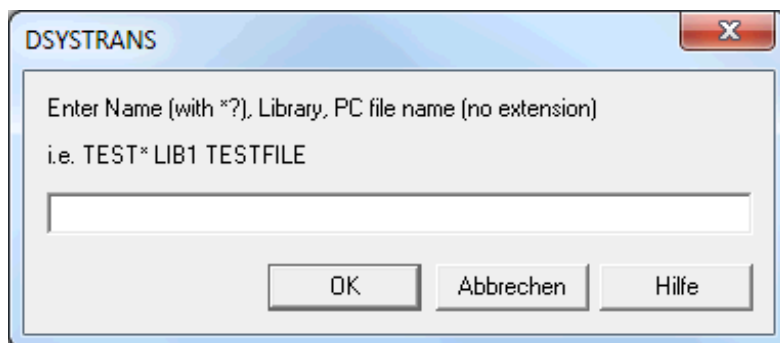 DSYSTRANS
Enter Name (with *?), Library, PC file name (no extension)
i.e. TEST* LIB1 TESTFILE
OK Abbrechen Hilfe